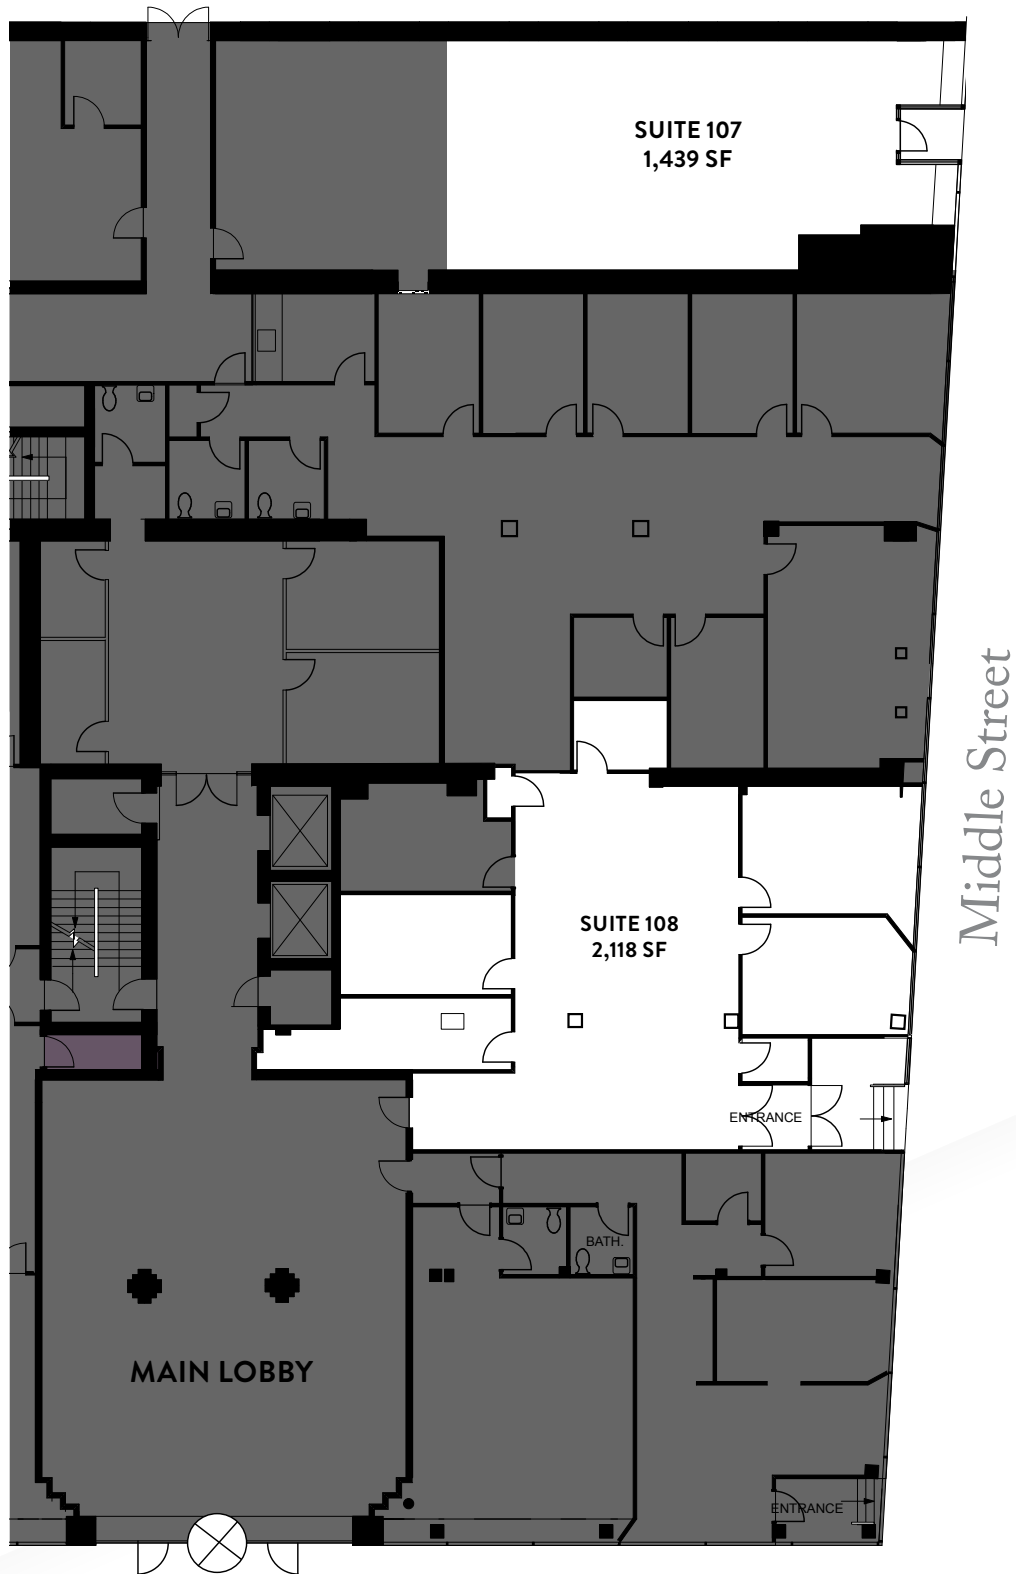 SUITE 107
1,439 SF
Middle Street
SUITE 108
2,118 SF
ENTRANCE
BATH.
MAIN LOBBY
ENTRANCE